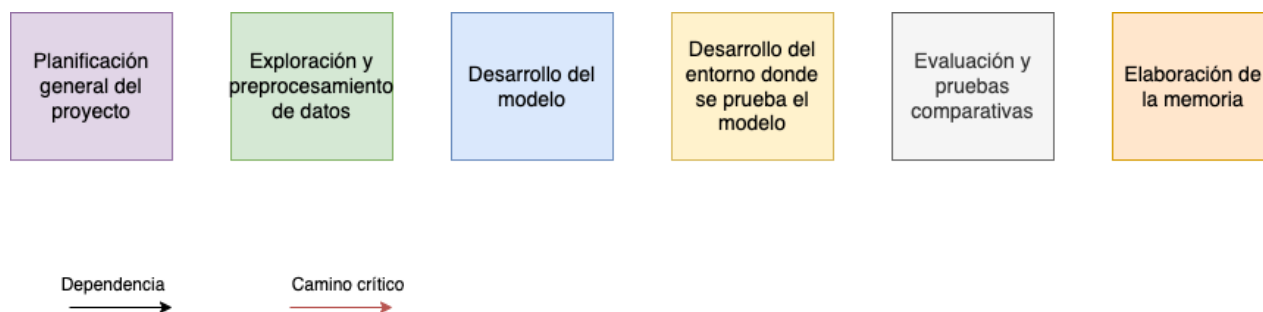 Planificación
general del
proyecto
Exploración y
preprocesamiento
de datos
Desarrollo del
modelo
Desarrollo del
entorno donde
se prueba el
modelo
Evaluación y
pruebas
comparativas
Elaboración de
la memoria
Dependencia
Camino crítico